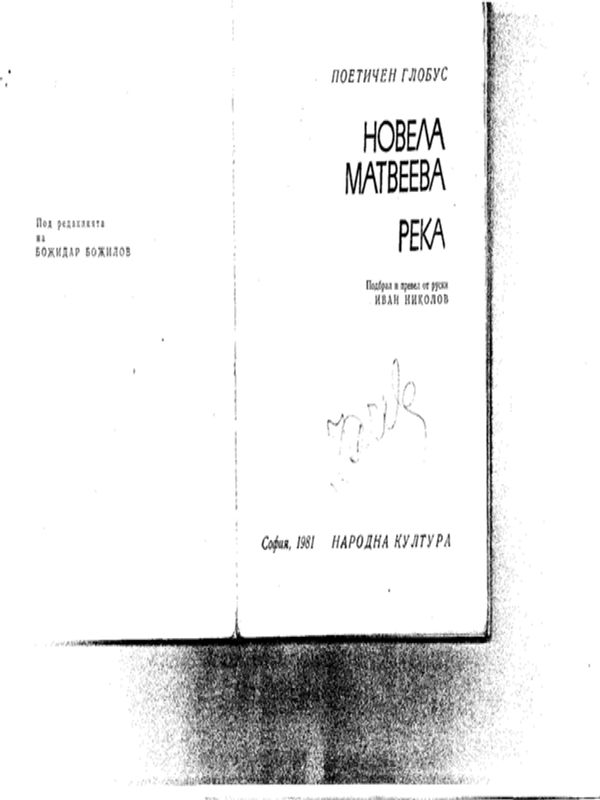 Под редакцията
на
БОЖИДАР БОЖИЛОВ
ПОЕТИЧЕН ГЛОБУС
НОВЕЛА
МАТВЕЕВА
РЕКА
Подбрал и превел от руски
ИВАН НИКОЛОВ
София, 1981 НАРОДНА КУЛТУРА